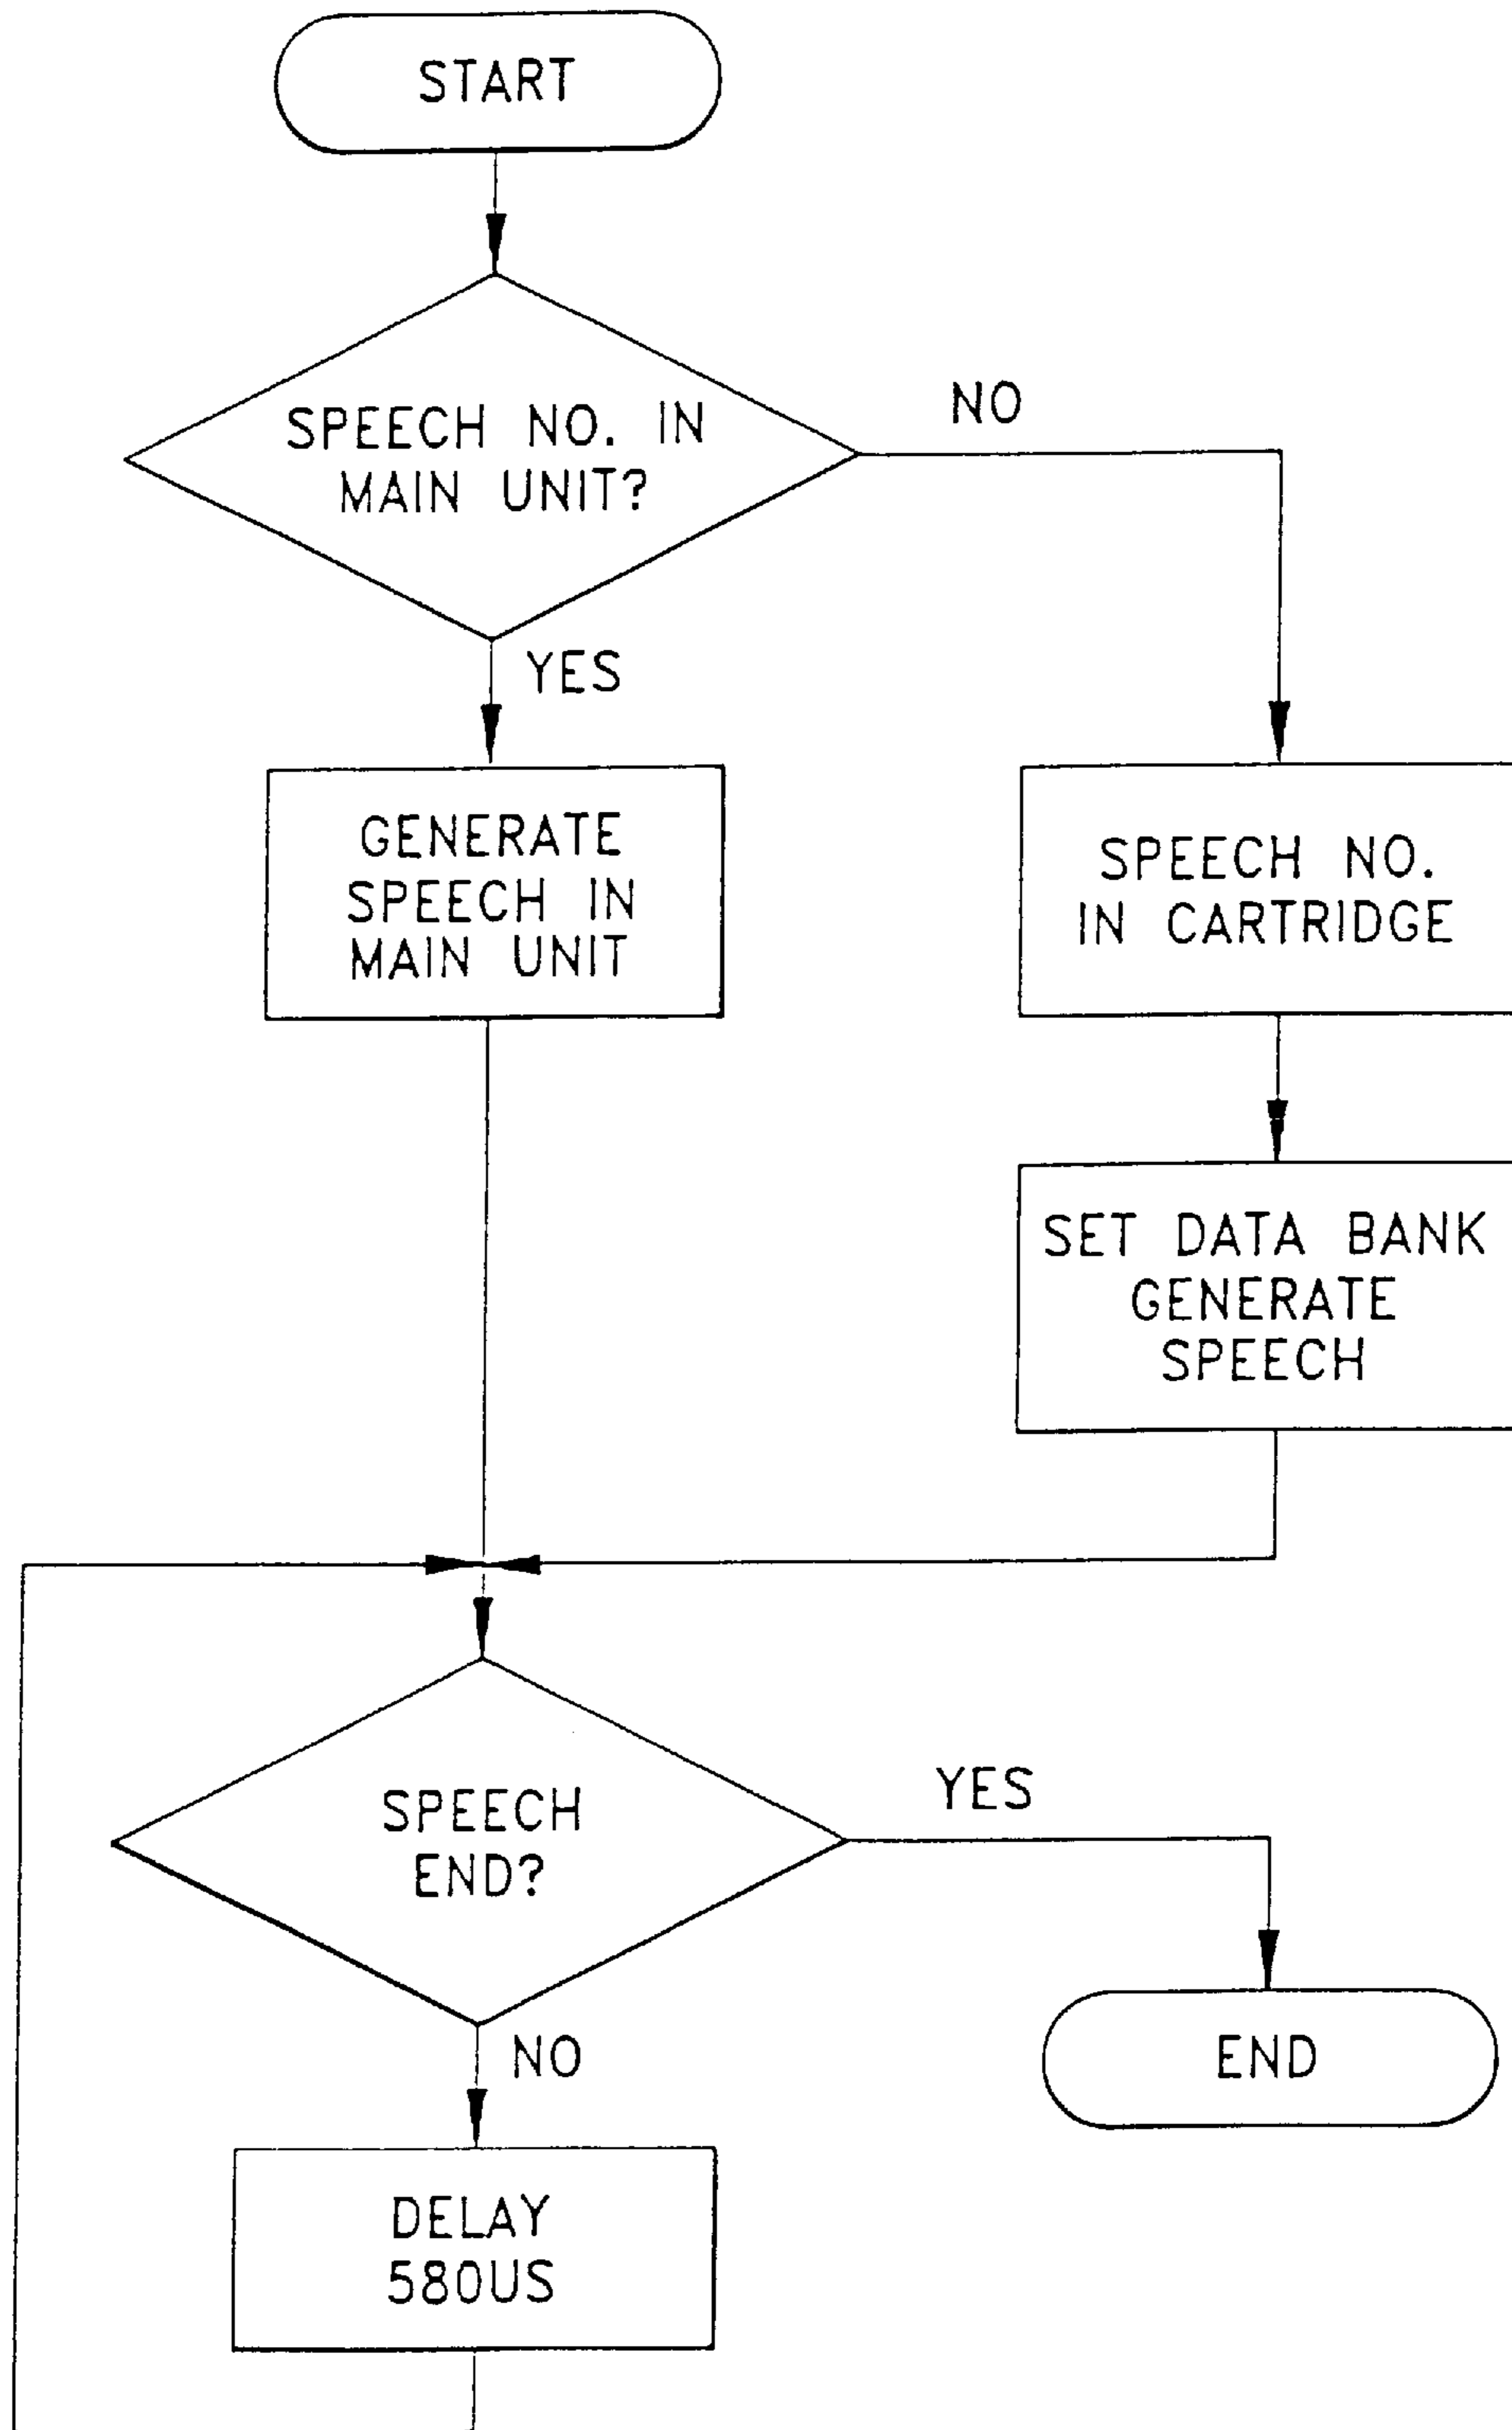 START
SPEECH NO. IN
MAIN UNIT?
NO
YES
GENERATE
SPEECH IN
MAIN UNIT
SPEECH NO.
IN CARTRIDGE
SET DATA BANK
GENERATE
SPEECH
SPEECH
END?
YES
NO
END
DELAY
580US